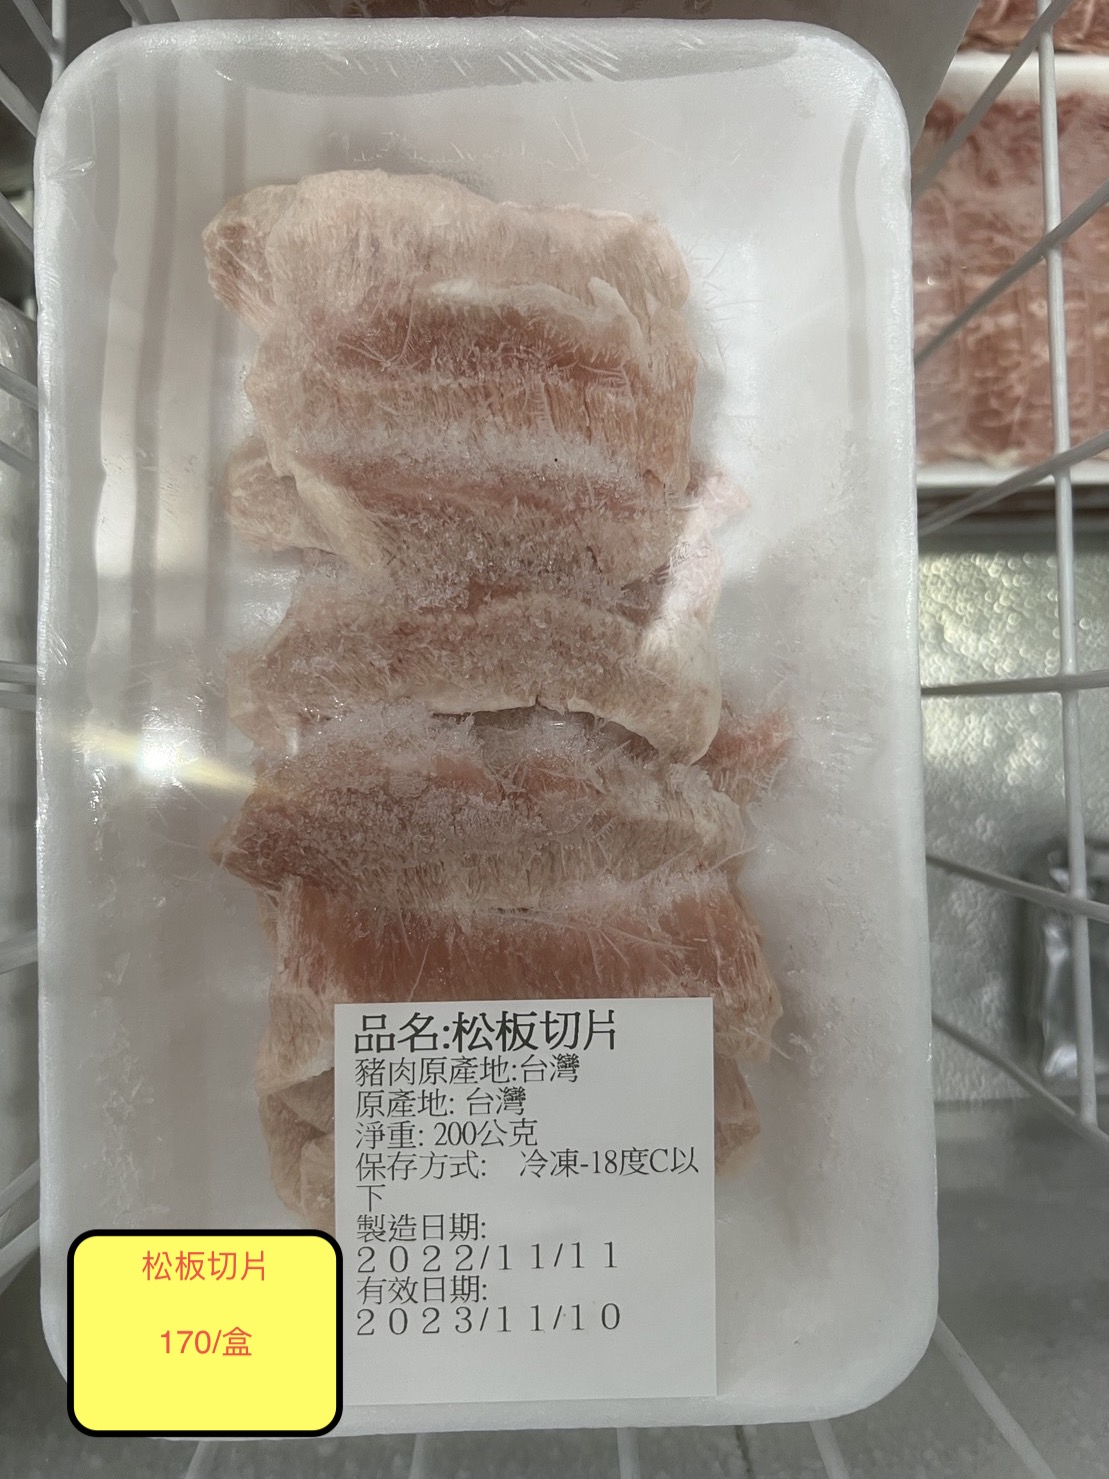 品名:松板切片
豬肉原產地:台灣
原產地: 台灣
淨重: 200公克
保存方式:　冷凍-18度C以
下
製造日期:
２０２２/１１/１１
有效日期:
２０２３/１１/１０
松板切片
170/盒